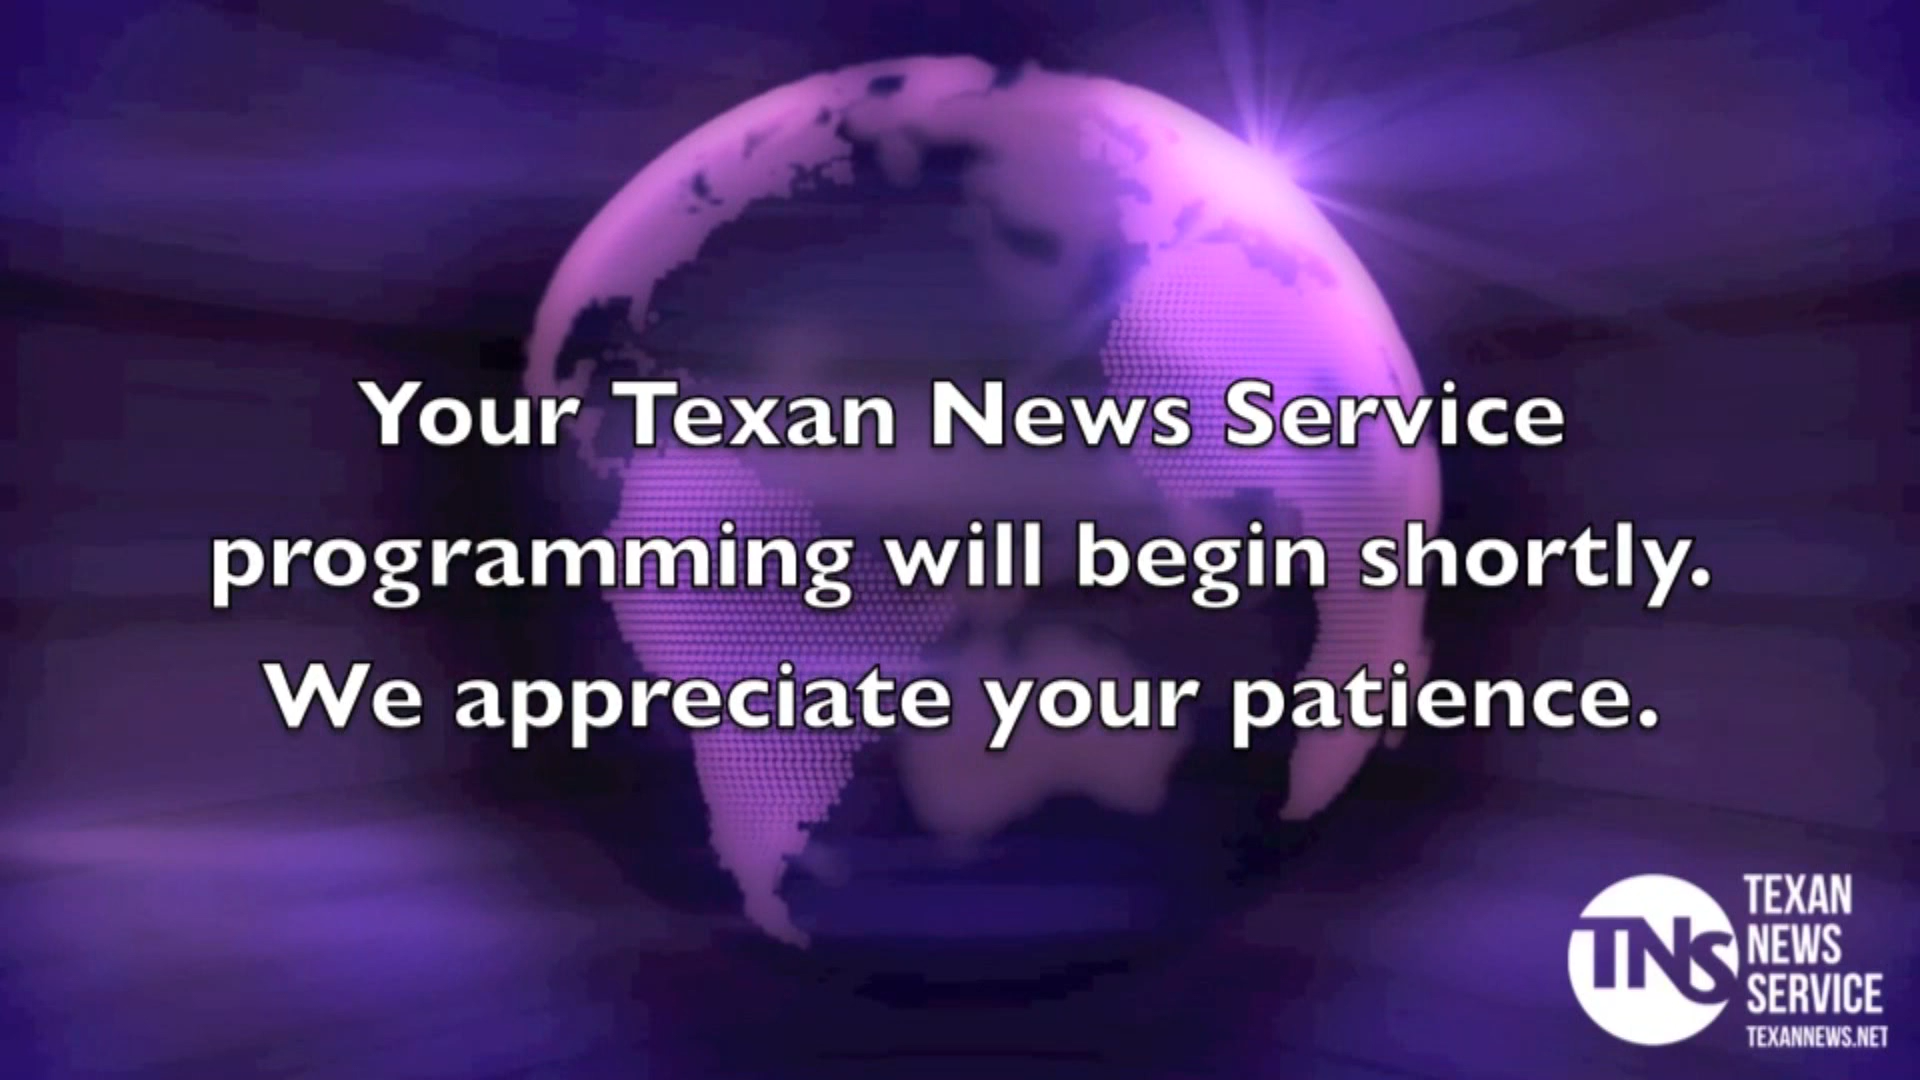 Your Texan News Service
programming will begin shortly.
We appreciate your patience.
TNS
TEXAN
NEWS
SERVICE
TEXANNEWS.NET